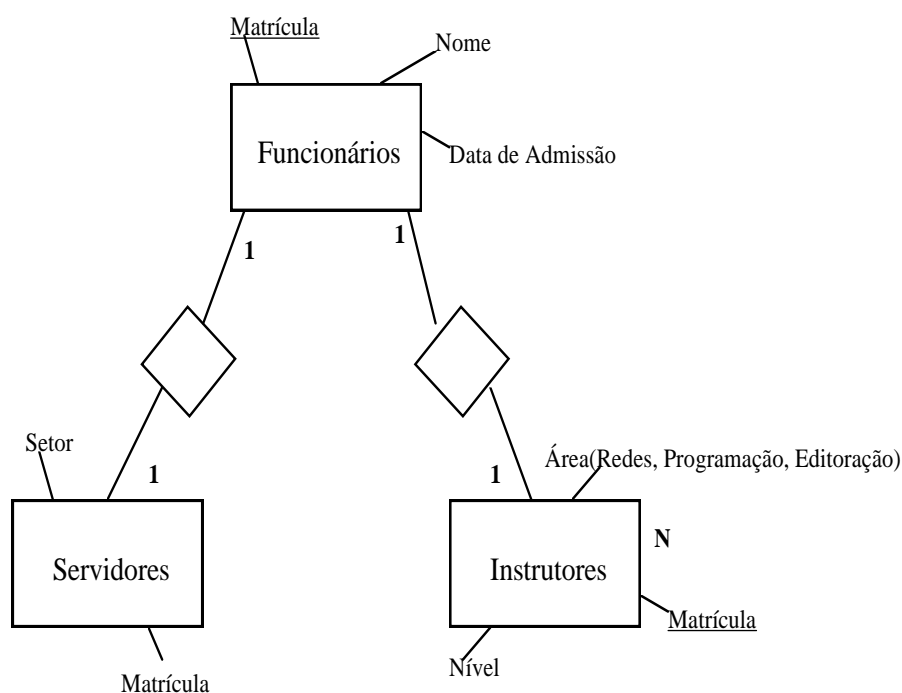 Matrícula
Nome
Funcionários
Data de Admissão
1
1
Setor
1
1
Área(Redes, Programação, Editoração)
Servidores
Instrutores
N
Matrícula
Nível
Matrícula